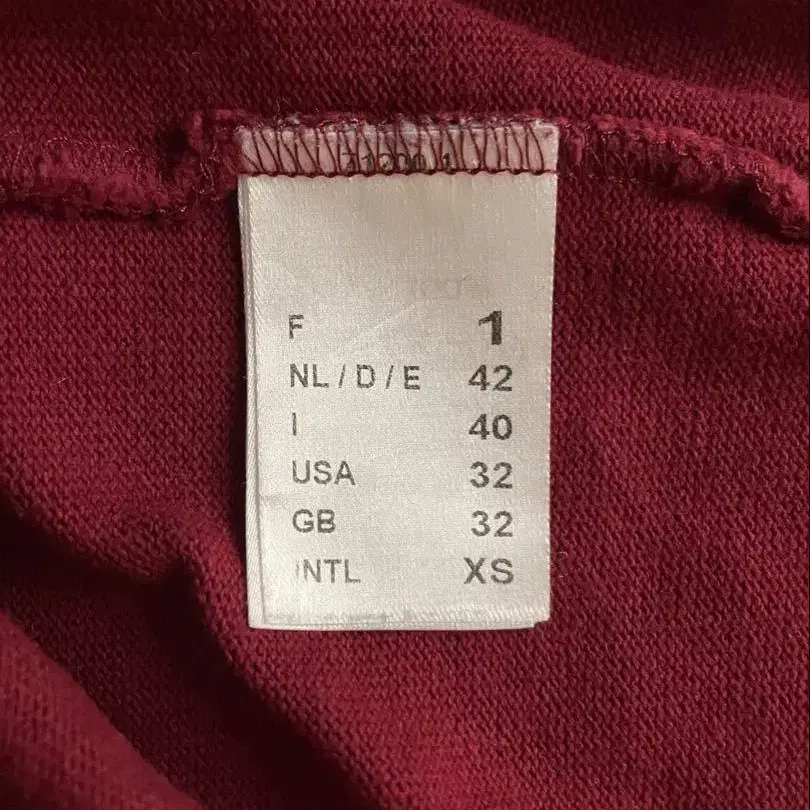 F 1
NL / D / E 42
I 40
USA 32
GB 32
INTL XS